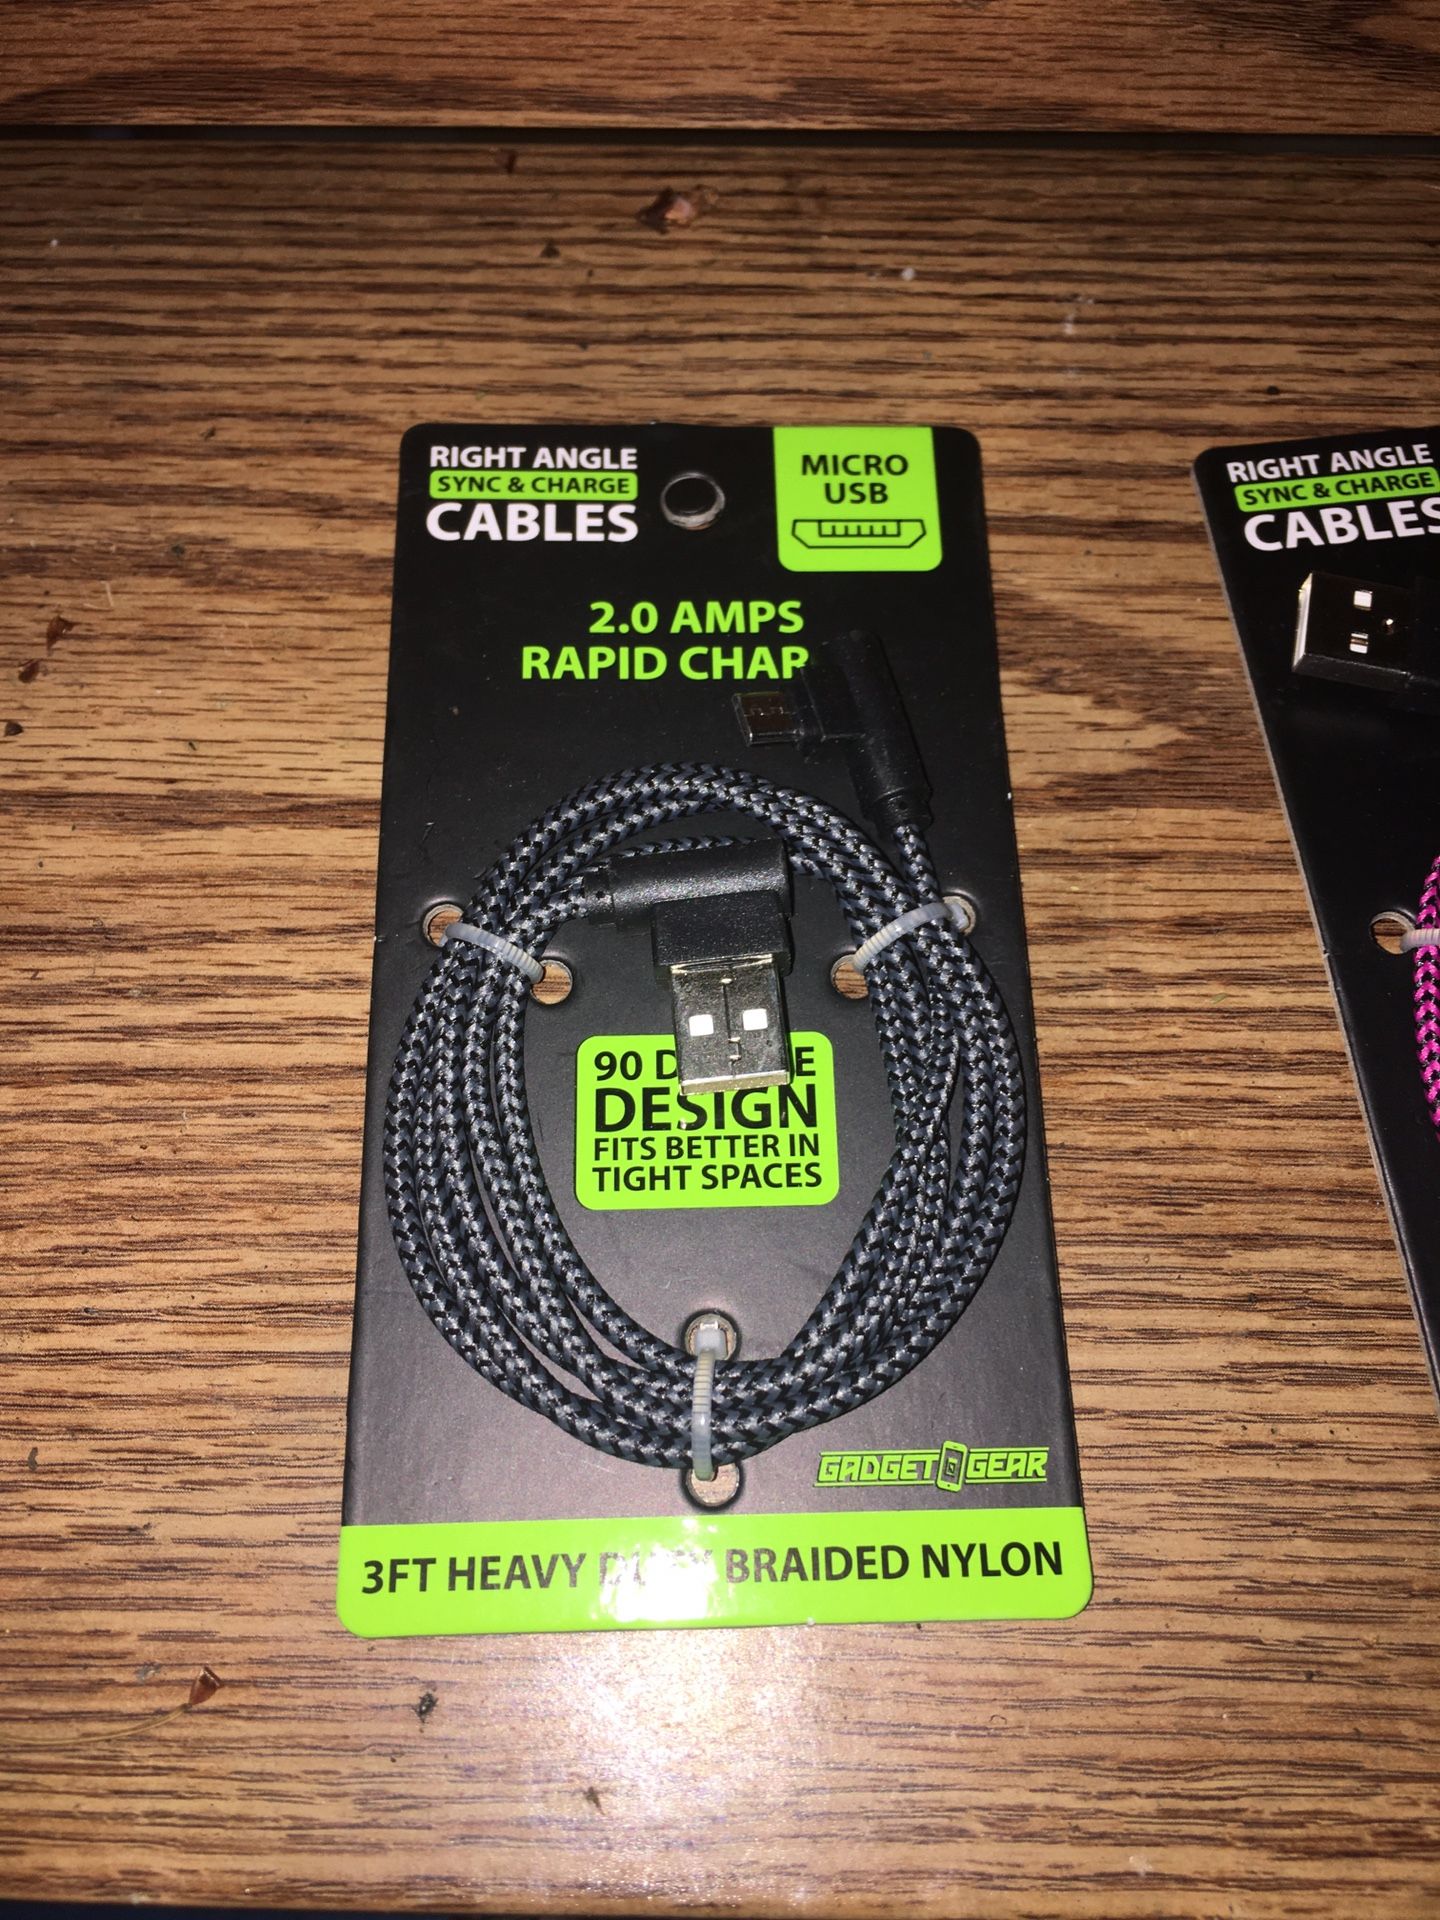 RIGHT ANGLE
SYNC & CHARGE
CABLES
MICRO
USB
2.0 AMPS
RAPID CHAR
90 D
DESIGN
FITS BETTER IN
TIGHT SPACES
GADGET GEAR
3FT HEAVY BRAIDED NYLON
RIGHT ANGLE
SYNC & CHARGE
CABLES